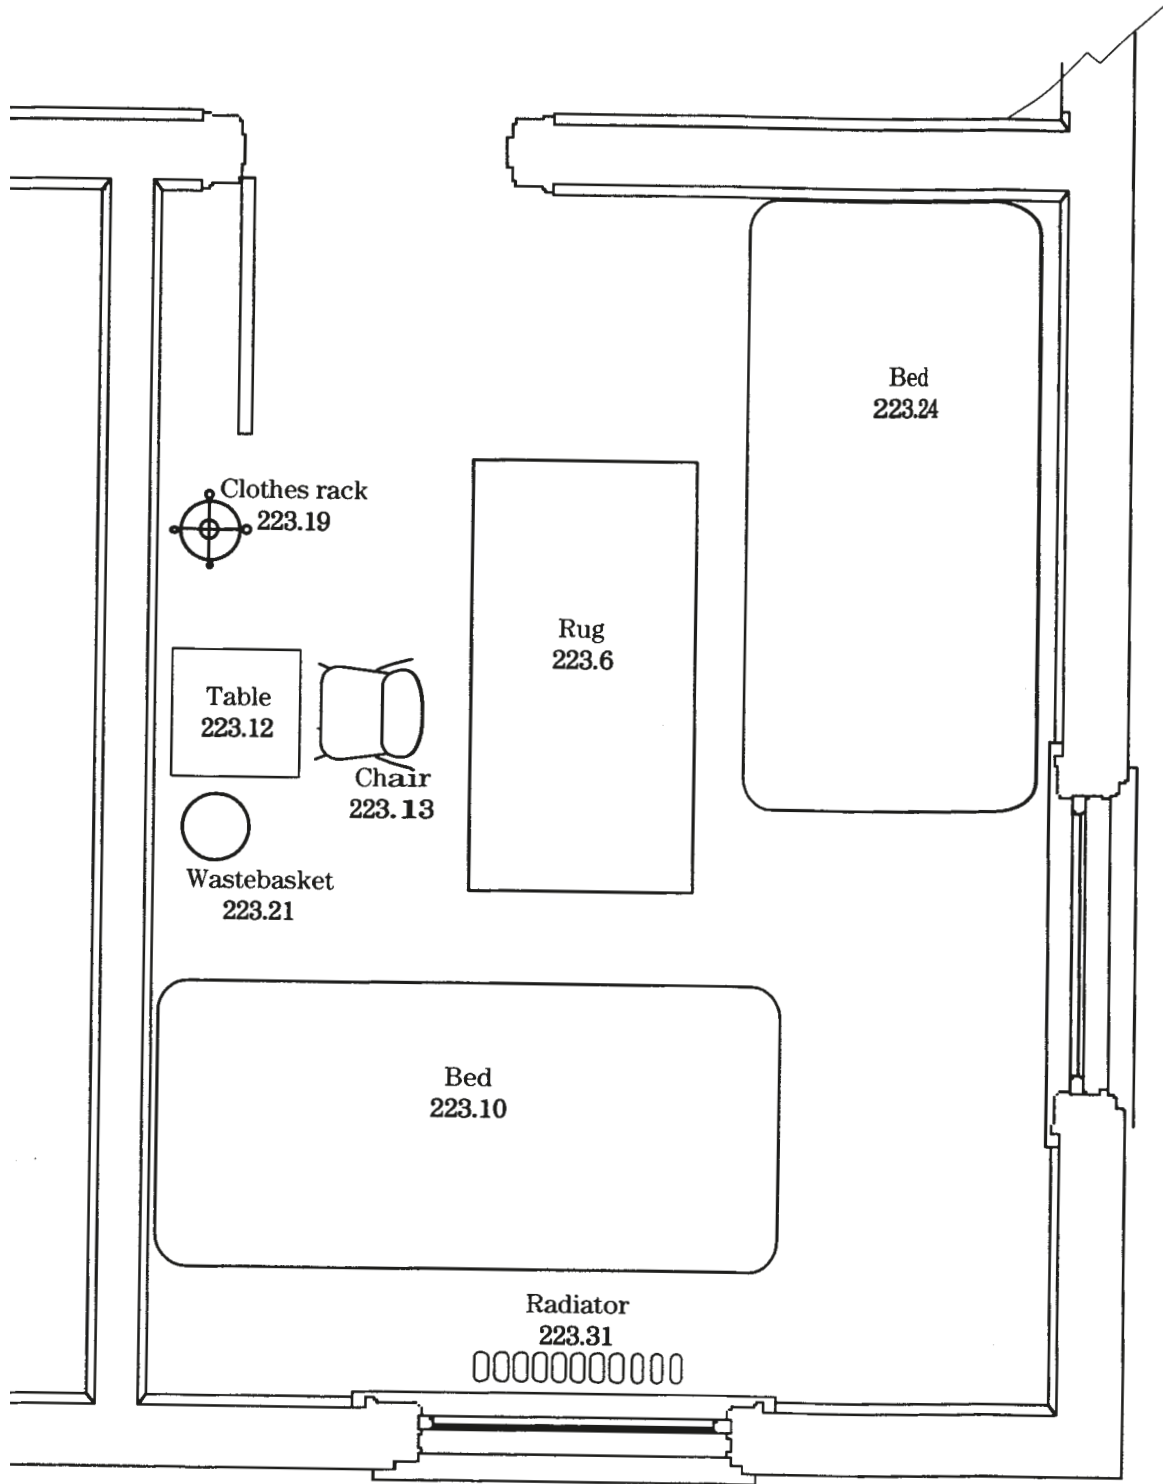 Bed
223.24
Clothes rack
223.19
Rug
223.6
Table
223.12
Chair
223.13
Wastebasket
223.21
Bed
223.10
Radiator
223.31